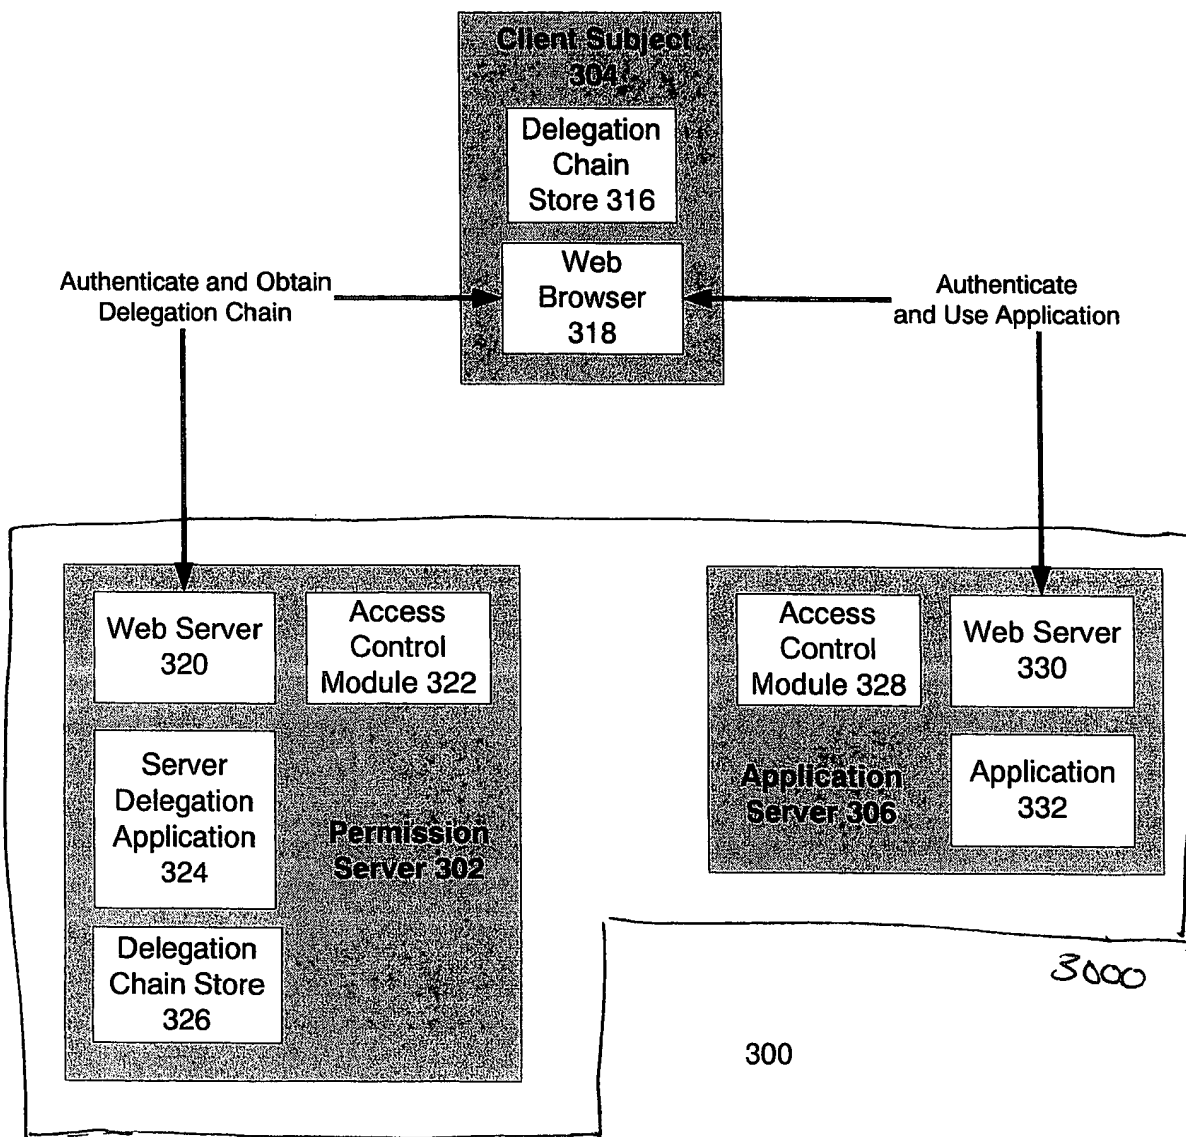 Client Subject
304
Delegation
Chain
Store 316
Web
Browser
318
Authenticate and Obtain
Delegation Chain
Authenticate
and Use Application
Web Server
320
Access
Control
Module 322
Server
Delegation
Application
324
Permission
Server 302
Delegation
Chain Store
326
Access
Control
Module 328
Web Server
330
Application
Server 306
Application
332
3000
300